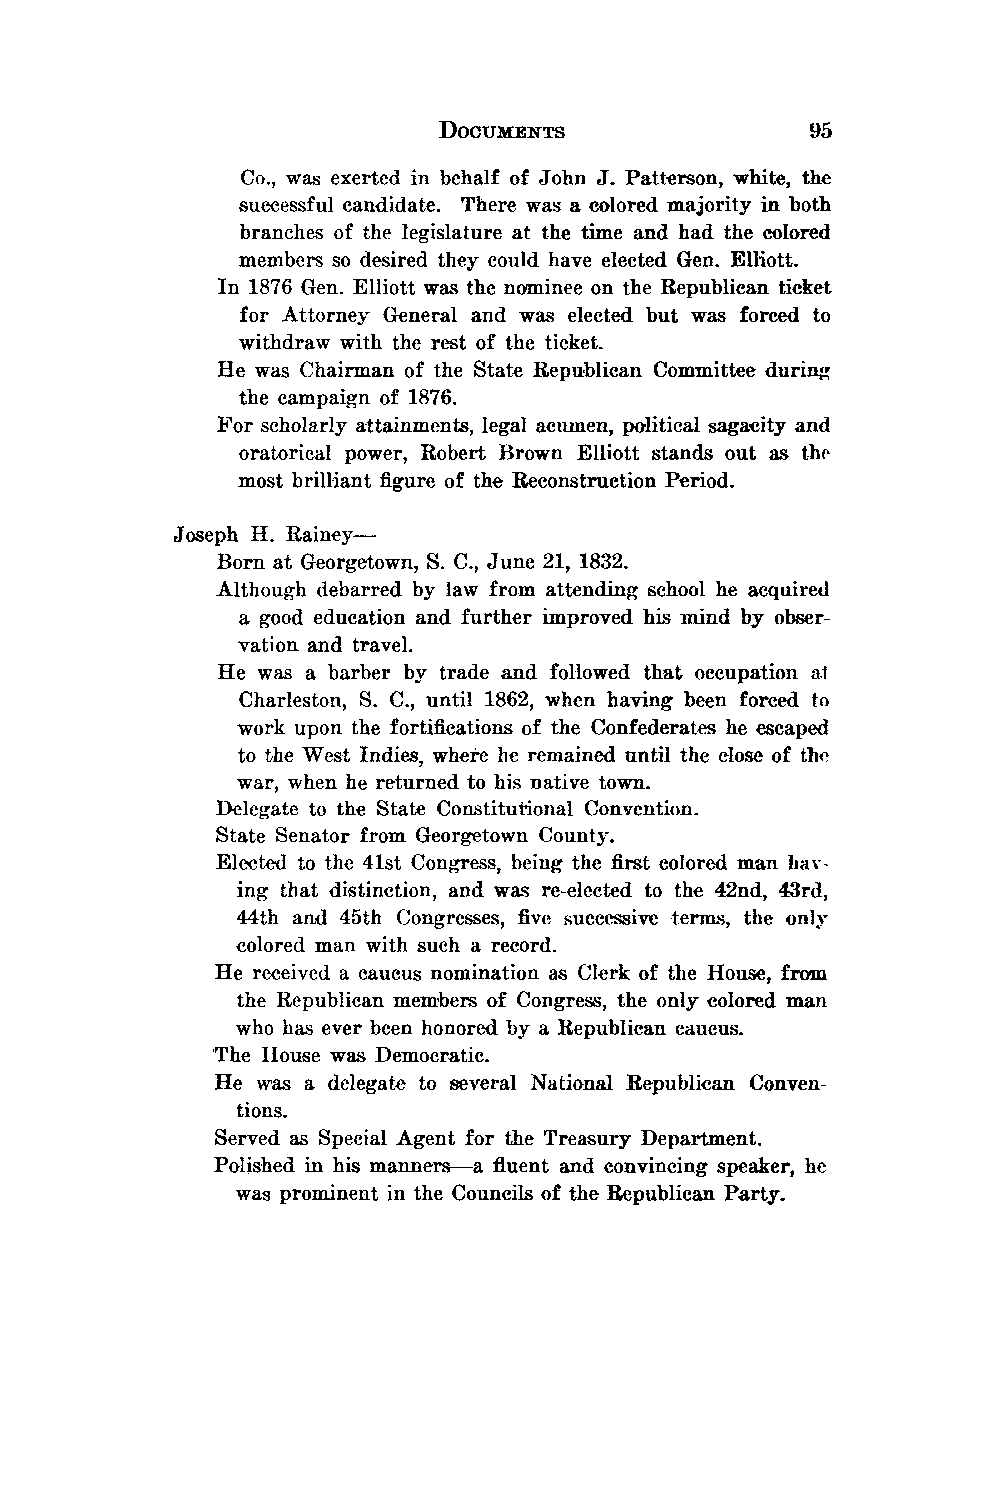 DOCUMENTS 95
Co., was exerted in behalf of John J. Patterson, white, the
successful candidate. There was a colored majority in both
branches of the legislature at the time and had the colored
members so desired they could have elected Gen. Elliott.
In 1876 Gen. Elliott was the nominee on the Republican ticket
for Attorney General and was elected but was forced to
withdraw with the rest of the ticket.
He was Chairman of the State Republican Committee during
the campaign of 1876.
For scholarly attainments, legal acumen, political sagacity and
oratorical power, Robert Brown Elliott stands out as the
most brilliant figure of the Reconstruction Period.
Joseph H. Rainey—
Born at Georgetown, S. C., June 21, 1832.
Although debarred by law from attending school he acquired
a good education and further improved his mind by obser-
vation and travel.
He was a barber by trade and followed that occupation at
Charleston, S. C., until 1862, when having been forced to
work upon the fortifications of the Confederates he escaped
to the West Indies, where he remained until the close of the
war, when he returned to his native town.
Delegate to the State Constitutional Convention.
State Senator from Georgetown County.
Elected to the 41st Congress, being the first colored man hav-
ing that distinction, and was re-elected to the 42nd, 43rd,
44th and 45th Congresses, five successive terms, the only
colored man with such a record.
He received a caucus nomination as Clerk of the House, from
the Republican members of Congress, the only colored man
who has ever been honored by a Republican caucus.
The House was Democratic.
He was a delegate to several National Republican Conven-
tions.
Served as Special Agent for the Treasury Department.
Polished in his manners—a fluent and convincing speaker, he
was prominent in the Councils of the Republican Party.